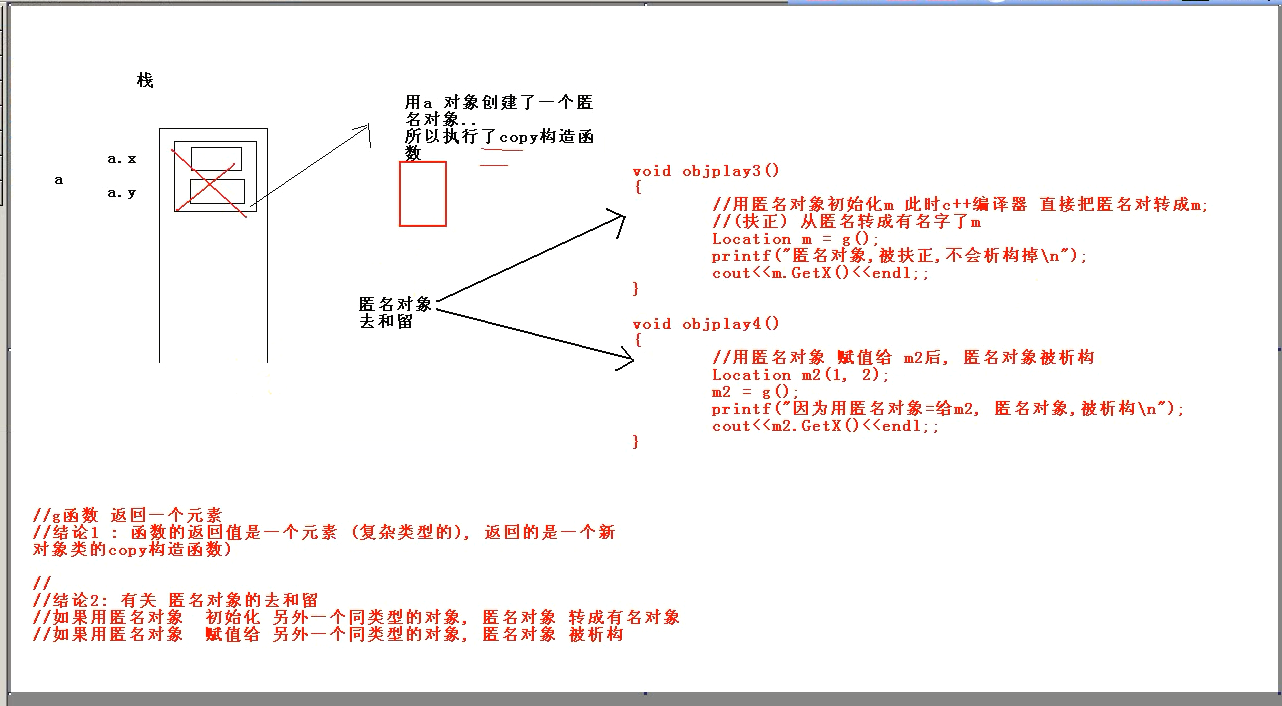 栈
用a 对象创建了一个匿
名对象..
所以执行了copy构造函
数
a.x
a
a.y
void objplay3()
{
//用匿名对象初始化m 此时c++编译器 直接把匿名对转成m;
//(扶正) 从匿名转成有名字了m
Location m = g();
printf("匿名对象,被扶正,不会析构掉\n");
cout<<m.GetX()<<endl;;
}
匿名对象
去和留
void objplay4()
{
//用匿名对象 赋值给 m2后, 匿名对象被析构
Location m2(1, 2);
m2 = g();
printf("因为用匿名对象=给m2, 匿名对象,被析构\n");
cout<<m2.GetX()<<endl;;
}
//g函数 返回一个元素
//结论1 : 函数的返回值是一个元素 (复杂类型的), 返回的是一个新
对象类的copy构造函数)
//
//结论2: 有关 匿名对象的去和留
//如果用匿名对象  初始化 另外一个同类型的对象, 匿名对象 转成有名对象
//如果用匿名对象  赋值给 另外一个同类型的对象, 匿名对象 被析构